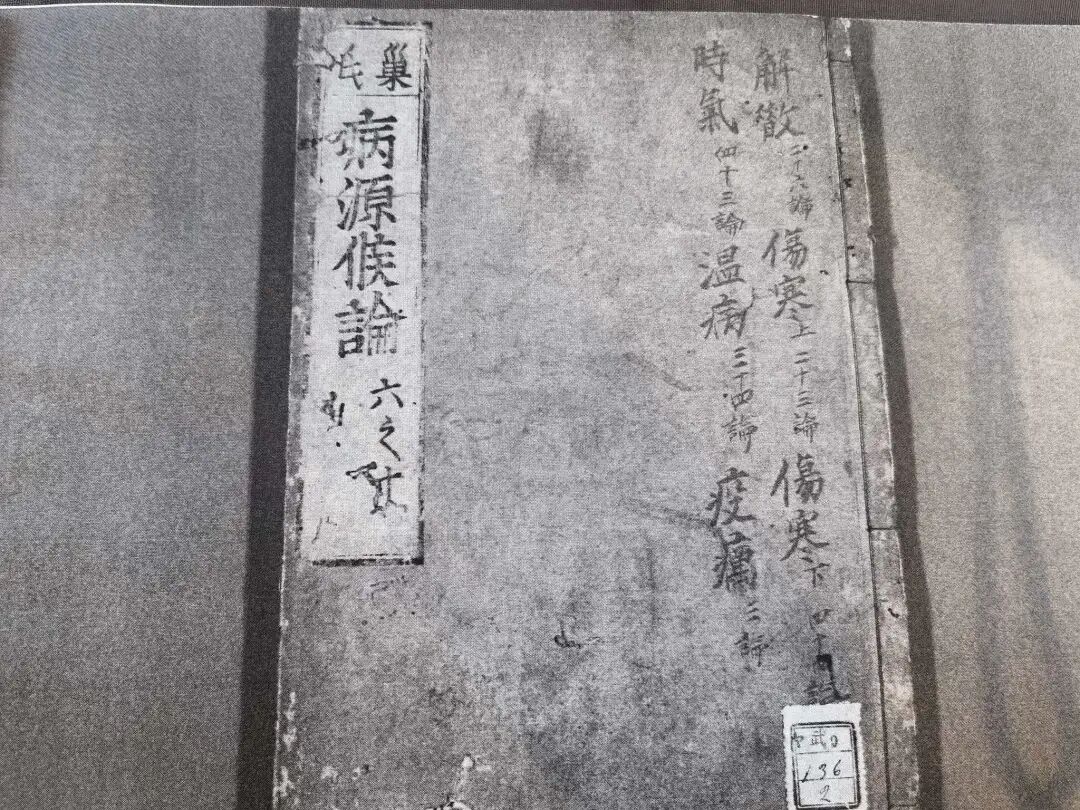 解散 二十六論 傷寒上 二十三論 傷寒下 四十
時氣 四十三論 温病 三十四論 疫癘 三論
巢氏
病源候論
六之
136
2